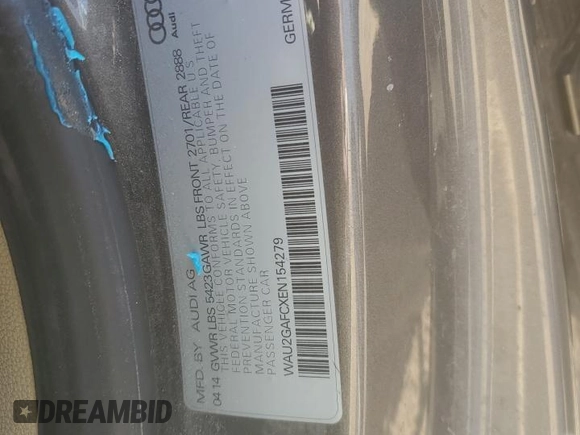 MFD. BY AUDI AG
04 14 GVWR LBS 5423 GAWR LBS FRONT 2701/REAR 2888
THIS VEHICLE CONFORMS TO ALL APPLICABLE U S
FEDERAL MOTOR VEHICLE SAFETY, BUMPER AND THEFT
PREVENTION STANDARDS IN EFFECT ON THE DATE OF
MANUFACTURE SHOWN ABOVE
PASSENGER CAR
WAU2GAFCXEN154279
Audi
GERM
DREAMBID